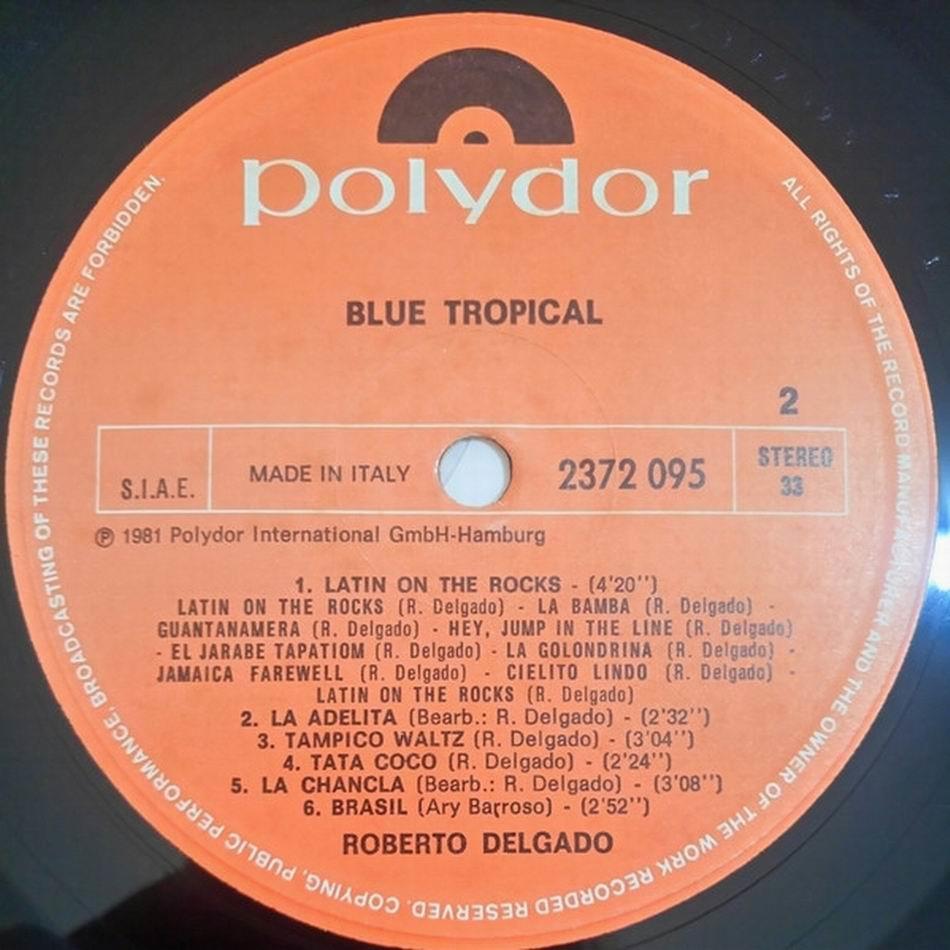 polydor
BLUE TROPICAL
2
S.I.A.E.
MADE IN ITALY
2372 095
STEREO
33
℗ 1981 Polydor International GmbH-Hamburg
1. LATIN ON THE ROCKS - (4'20'')
LATIN ON THE ROCKS (R. Delgado) - LA BAMBA (R. Delgado) -
GUANTANAMERA (R. Delgado) - HEY, JUMP IN THE LINE (R. Delgado)
- EL JARABE TAPATIOM (R. Delgado) - LA GOLONDRINA (R. Delgado) -
JAMAICA FAREWELL (R. Delgado) - CIELITO LINDO (R. Delgado) -
LATIN ON THE ROCKS (R. Delgado)
2. LA ADELITA (Bearb.: R. Delgado) - (2'32'')
3. TAMPICO WALTZ (R. Delgado) - (3'04'')
4. TATA COCO (R. Delgado) - (2'24'')
5. LA CHANCLA (Bearb.: R. Delgado) - (3'08'')
6. BRASIL (Ary Barroso) - (2'52'')
ROBERTO DELGADO
ALL RIGHTS OF THE RECORD MANUFACTURER AND THE OWNER OF THE WORK RECORDED RESERVED. COPYING, PUBLIC PERFORMANCE, BROADCASTING OF THESE RECORDS ARE FORBIDDEN.